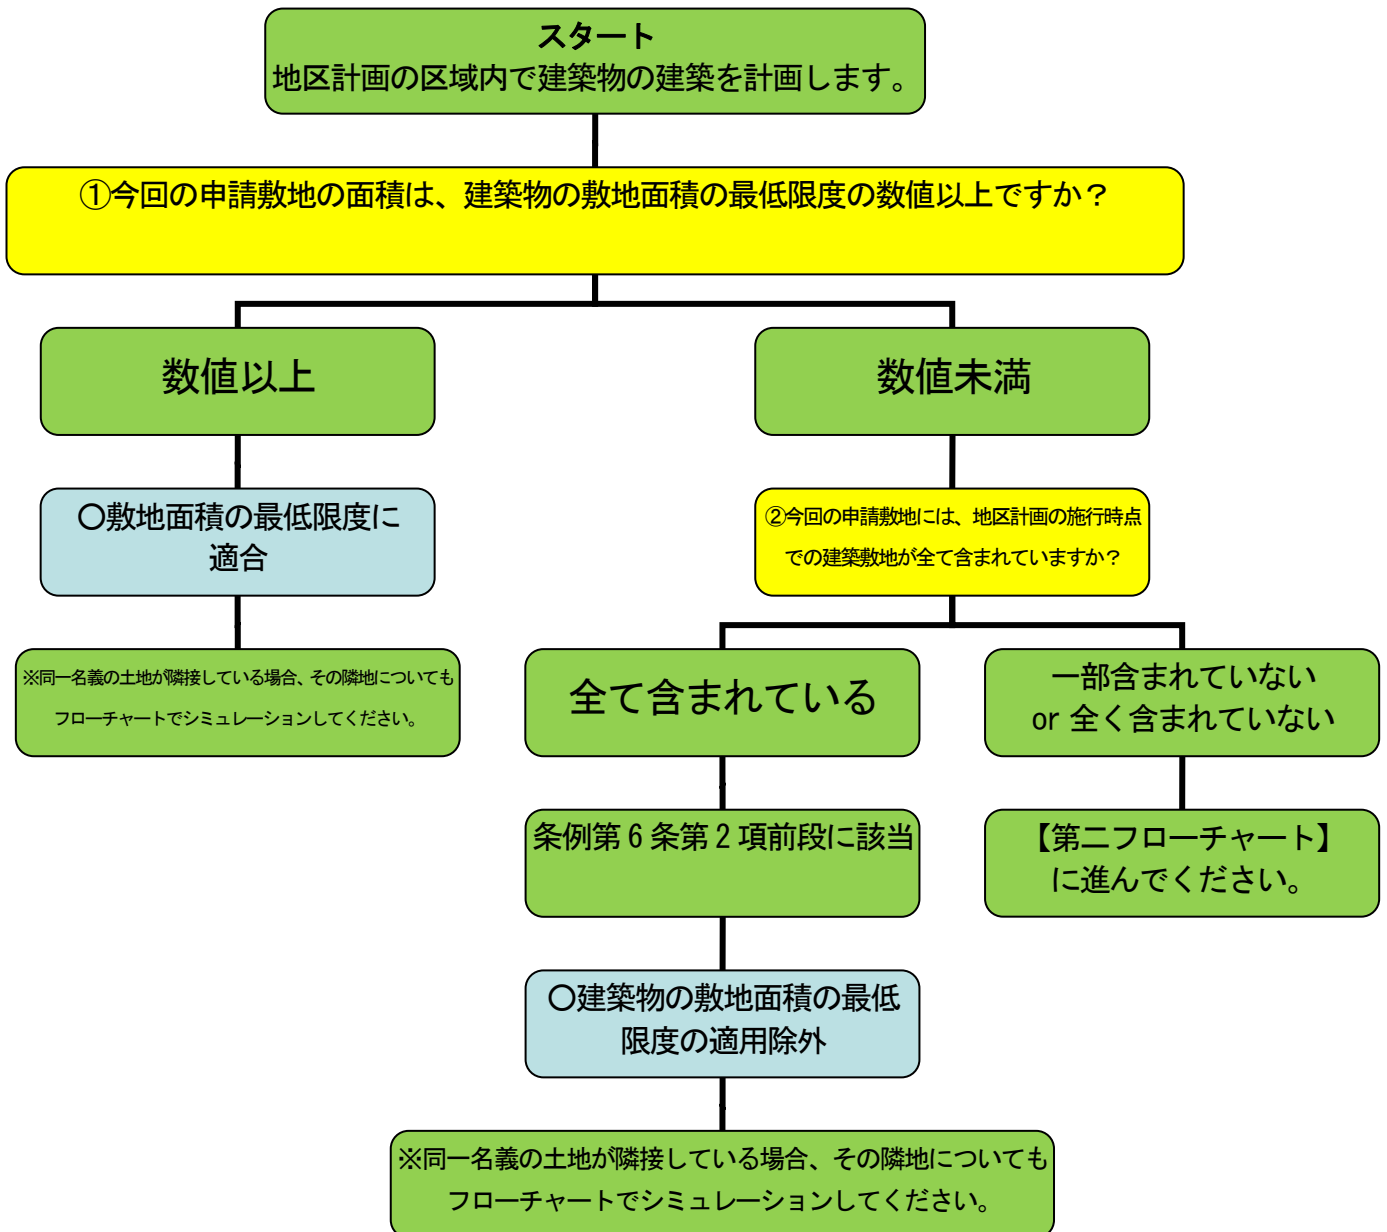 スタート
地区計画の区域内で建築物の建築を計画します。
①今回の申請敷地の面積は、建築物の敷地面積の最低限度の数値以上ですか？
数値以上
数値未満
〇敷地面積の最低限度に
適合
②今回の申請敷地には、地区計画の施行時点
での建築敷地が全て含まれていますか？
※同一名義の土地が隣接している場合、その隣地についても
フローチャートでシミュレーションしてください。
全て含まれている
一部含まれていない
or 全く含まれていない
条例第６条第２項前段に該当
【第二フローチャート】
に進んでください。
〇建築物の敷地面積の最低
限度の適用除外
※同一名義の土地が隣接している場合、その隣地についても
フローチャートでシミュレーションしてください。